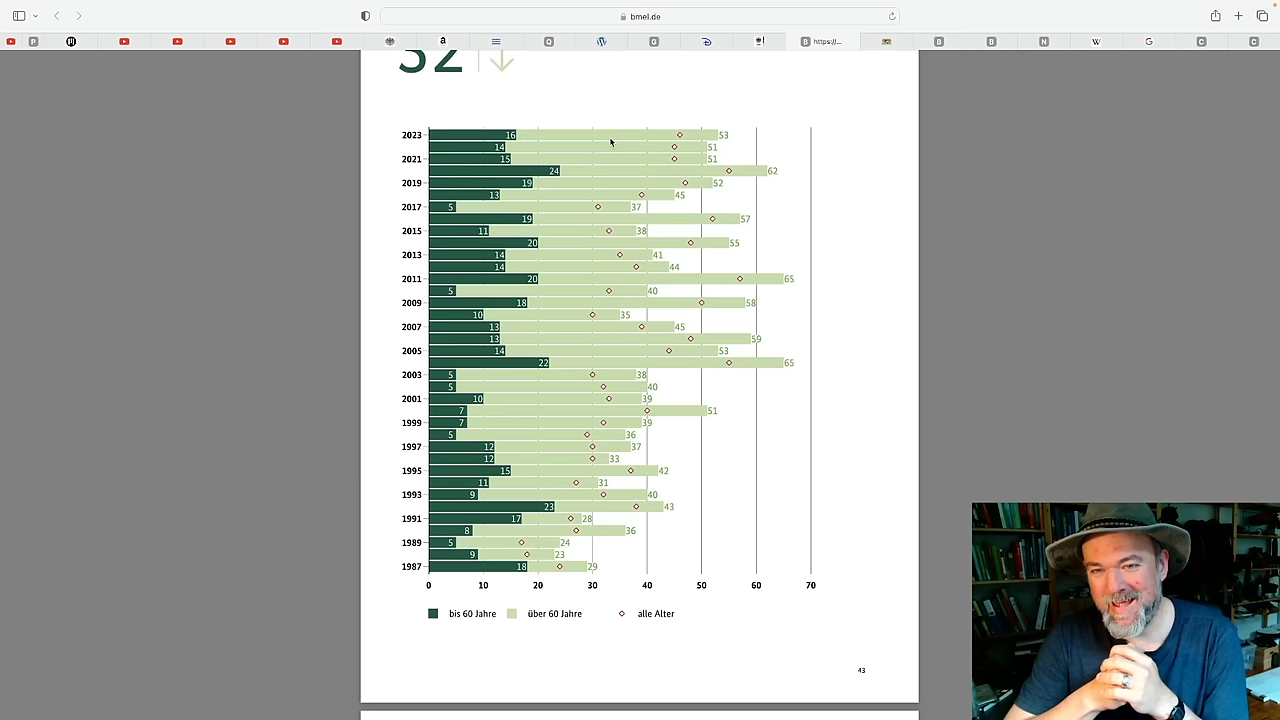 bmel.de
https://...
32
2023 16 53
14 51
2021 15 51
24 62
2019 19 52
13 45
2017 5 37
19 57
2015 11 38
20 55
2013 14 41
14 44
2011 20 65
5 40
2009 18 58
10 35
2007 13 45
13 59
2005 14 53
22 65
2003 5 38
5 40
2001 10 39
7 51
1999 7 39
5 36
1997 12 37
12 33
1995 15 42
11 31
1993 9 40
23 43
1991 17 28
8 36
1989 5 24
9 23
1987 18 29
0 10 20 30 40 50 60 70
bis 60 Jahre über 60 Jahre alle Alter
43